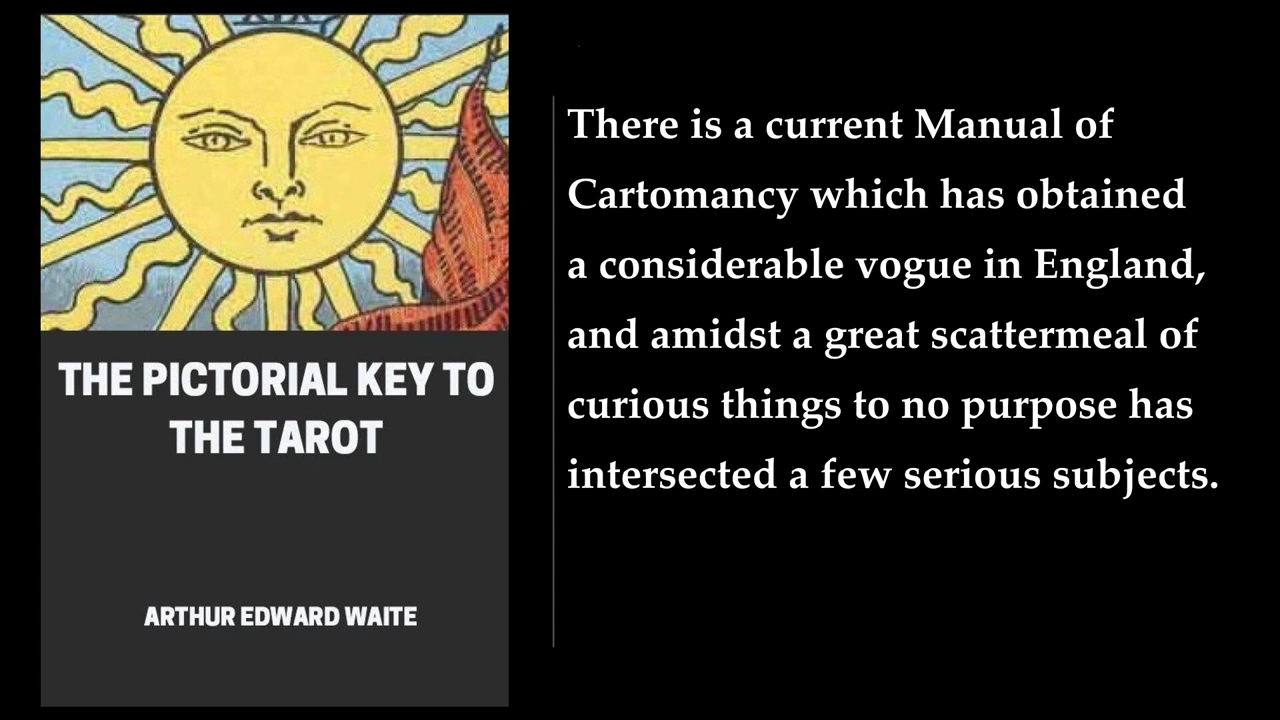 XIX
THE PICTORIAL KEY TO
THE TAROT
ARTHUR EDWARD WAITE
There is a current Manual of
Cartomancy which has obtained
a considerable vogue in England,
and amidst a great scattermeal of
curious things to no purpose has
intersected a few serious subjects.